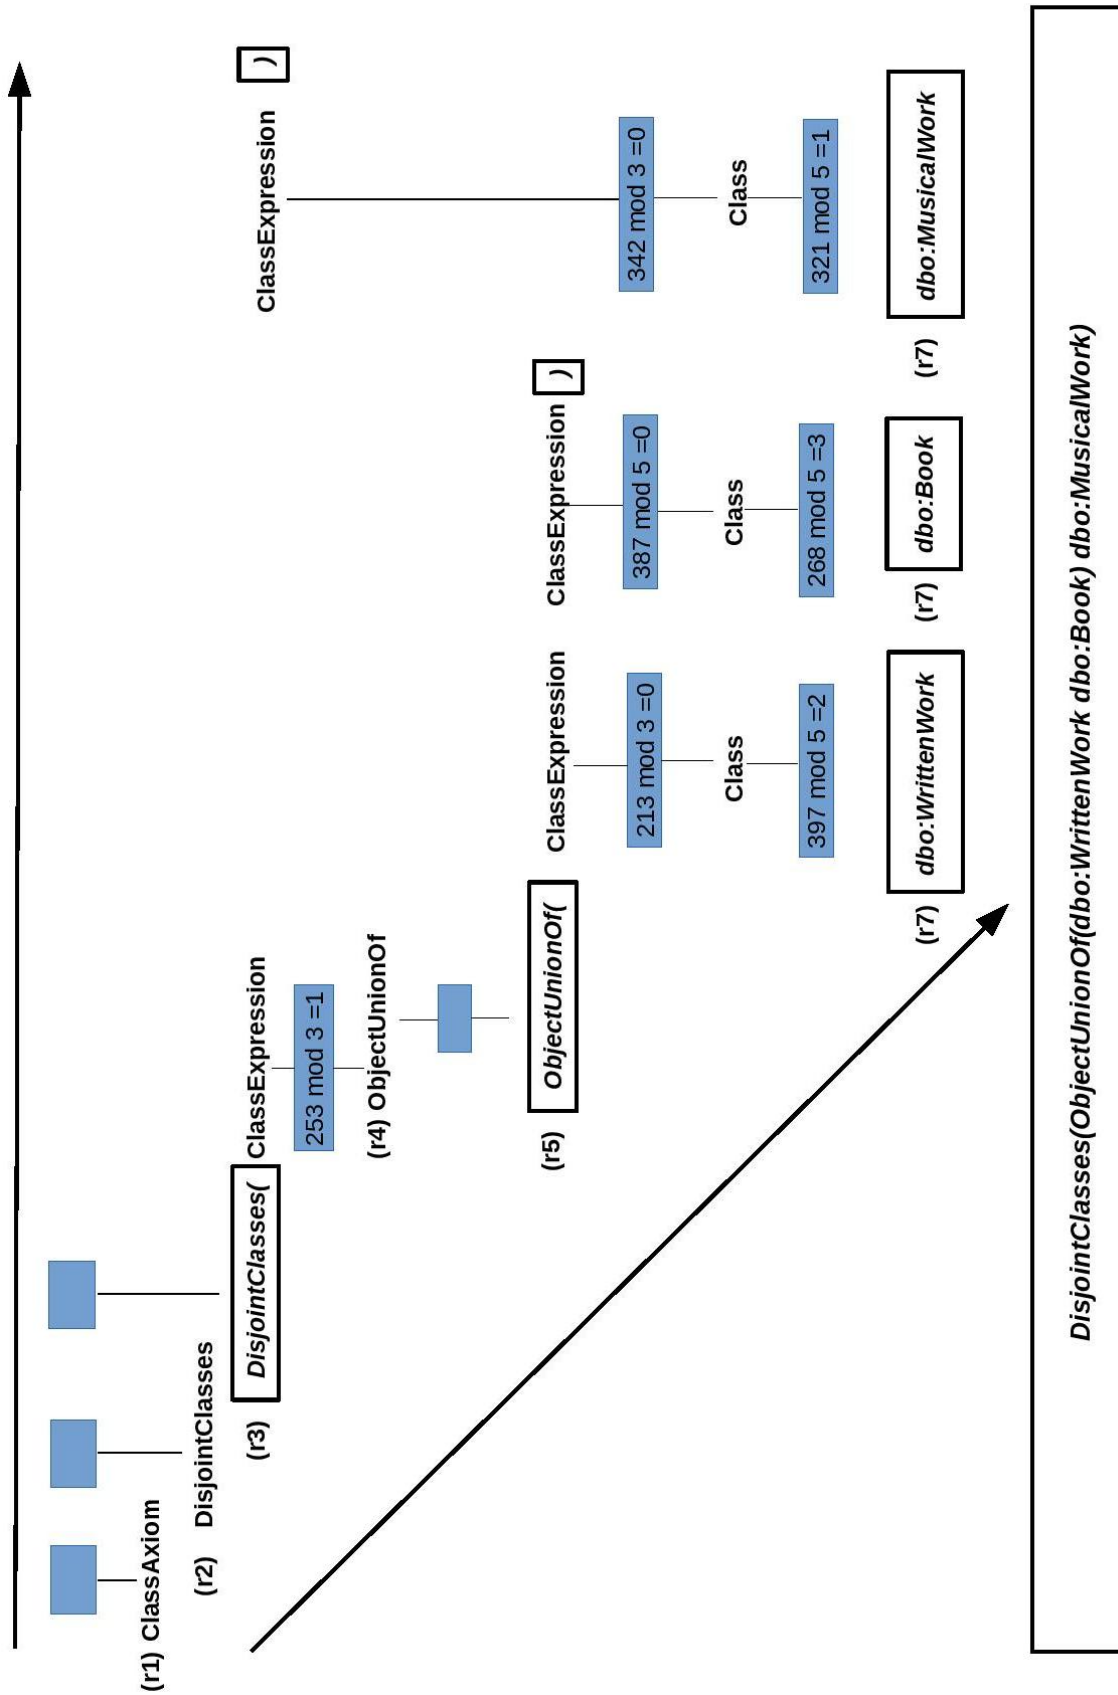 (r1) ClassAxiom
(r2) DisjointClasses
(r3) DisjointClasses( ClassExpression ClassExpression )
253 mod 3 =1
(r4) ObjectUnionOf
(r5) ObjectUnionOf( ClassExpression ClassExpression )
213 mod 3 =0 387 mod 5 =0 342 mod 3 =0
Class Class Class
397 mod 5 =2 268 mod 5 =3 321 mod 5 =1
(r7) dbo:WrittenWork (r7) dbo:Book (r7) dbo:MusicalWork
DisjointClasses(ObjectUnionOf(dbo:WrittenWork dbo:Book) dbo:MusicalWork)